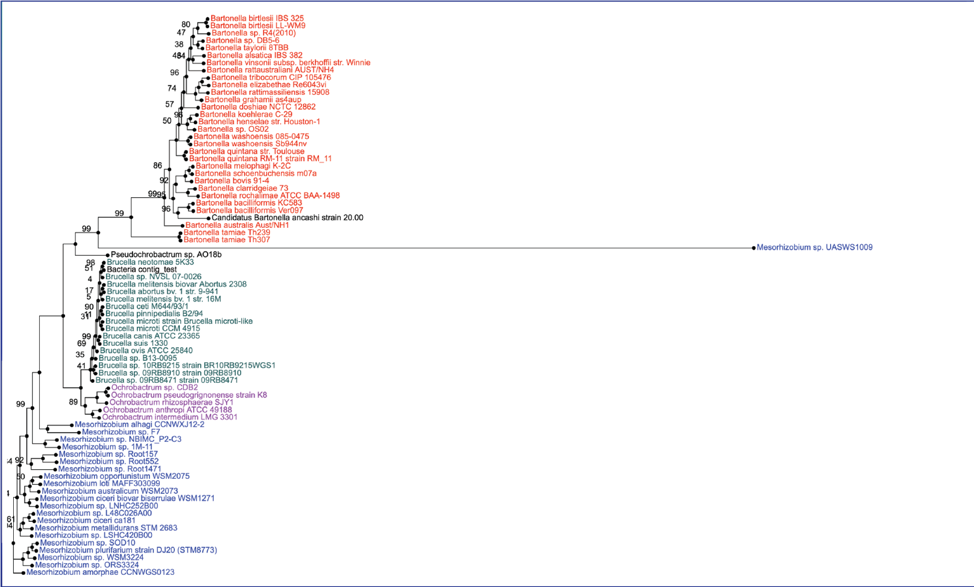 Bartonella birtlesii IBS 325
80
Bartonella birtlesii LL-WM9
47
Bartonella sp. R4(2010)
Bartonella sp. DB5-6
38
Bartonella taylorii 8TBB
Bartonella alsatica IBS 382
Bartonella vinsonii subsp. berkhoffii str. Winnie
Bartonella rattaustraliani AUST/NH4
96
Bartonella tribocorum CIP 105476
Bartonella elizabethae Re6043vi
74
Bartonella rattimassiliensis 15908
Bartonella grahamii as4aup
57
Bartonella doshiae NCTC 12862
Bartonella koehlerae C-29
50
Bartonella henselae str. Houston-1
Bartonella sp. OS02
Bartonella washoensis 085-0475
Bartonella washoensis Sb944nv
Bartonella quintana str. Toulouse
Bartonella quintana RM-11 strain RM_11
86
Bartonella melophagi K-2C
Bartonella schoenbuchensis m07a
92
Bartonella bovis 91-4
Bartonella clarridgeiae 73
9995
Bartonella rochalimae ATCC BAA-1498
Bartonella bacilliformis KC583
96
Bartonella bacilliformis Ver097
99
Candidatus Bartonella ancashi strain 20.00
Bartonella australis Aust/NH1
99
Bartonella tamiae Th239
Bartonella tamiae Th307
Mesorhizobium sp. UASWS1009
Pseudochrobactrum sp. AO18b
96
Brucella neotomae 5K33
51
Bacteria contig_test
4
Brucella sp. NVSL 07-0026
Brucella melitensis biovar Abortus 2308
17
Brucella abortus bv. 1 str. 9-941
5
Brucella melitensis bv. 1 str. 16M
90
Brucella ceti M644/93/1
Brucella pinnipedialis B2/94
Brucella microti strain Brucella microti-like
Brucella microti CCM 4915
99
Brucella canis ATCC 23365
69
Brucella suis 1330
35
Brucella ovis ATCC 25840
Brucella sp. B13-0095
41
Brucella sp. 10RB9215 strain BR10RB9215WGS1
Brucella sp. 09RB8910 strain 09RB8910
Brucella sp. 09RB8471 strain 09RB8471
Ochrobactrum sp. CDB2
Ochrobactrum pseudogrignonense strain K8
89
Ochrobactrum rhizosphaerae SJY1
99
Ochrobactrum anthropi ATCC 49188
Ochrobactrum intermedium LMG 3301
Mesorhizobium alhagi CCNWXJ12-2
Mesorhizobium sp. F7
Mesorhizobium sp. NBIMC_P2-C3
Mesorhizobium sp. 1M-11
Mesorhizobium sp. Root157
92
Mesorhizobium sp. Root552
Mesorhizobium sp. Root1471
50
Mesorhizobium opportunistum WSM2075
Mesorhizobium loti MAFF303099
Mesorhizobium australicum WSM2073
Mesorhizobium ciceri biovar biserrulae WSM1271
Mesorhizobium sp. LNHC252B00
Mesorhizobium sp. L48C026A00
61
Mesorhizobium ciceri ca181
Mesorhizobium metallidurans STM 2683
Mesorhizobium sp. LSHC420B00
Mesorhizobium sp. SOD10
Mesorhizobium plurifarium strain DJ20 (STM8773)
Mesorhizobium sp. WSM3224
Mesorhizobium sp. ORS3324
Mesorhizobium amorphae CCNWGS0123